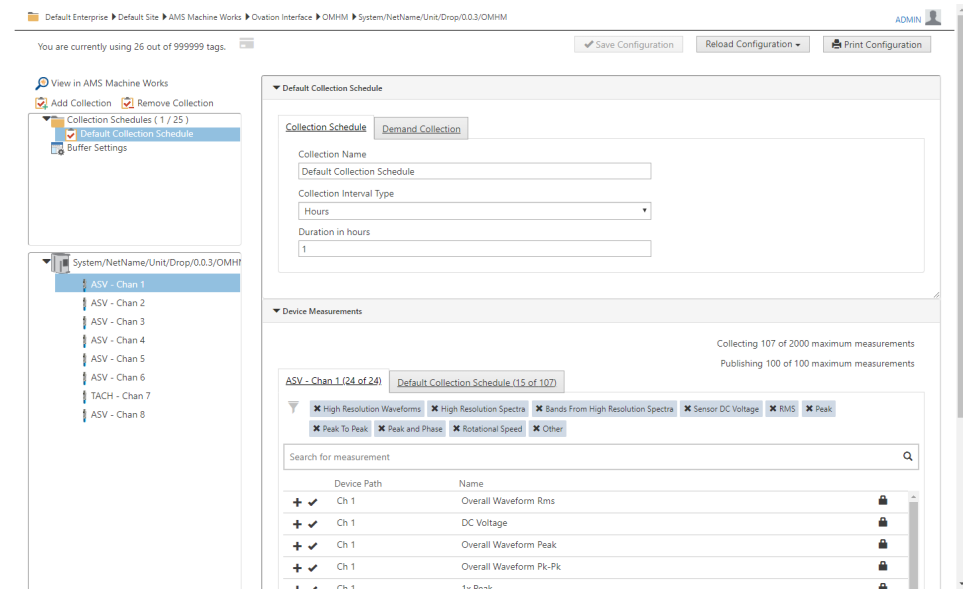 Default Enterprise Default Site AMS Machine Works Ovation Interface OMHM System/NetName/Unit/Drop/0.0.3/OMHM
ADMIN
You are currently using 26 out of 999999 tags.
Save Configuration Reload Configuration Print Configuration
View in AMS Machine Works
Add Collection Remove Collection
Collection Schedules ( 1 / 25 )
Default Collection Schedule
Buffer Settings
System/NetName/Unit/Drop/0.0.3/OMHM
ASV - Chan 1
ASV - Chan 2
ASV - Chan 3
ASV - Chan 4
ASV - Chan 5
ASV - Chan 6
TACH - Chan 7
ASV - Chan 8
Default Collection Schedule
Collection Schedule Demand Collection
Collection Name
Default Collection Schedule
Collection Interval Type
Hours
Duration in hours
1
Device Measurements
Collecting 107 of 2000 maximum measurements
Publishing 100 of 100 maximum measurements
ASV - Chan 1 (24 of 24) Default Collection Schedule (15 of 107)
High Resolution Waveforms High Resolution Spectra Bands From High Resolution Spectra Sensor DC Voltage RMS Peak
Peak To Peak Peak and Phase Rotational Speed Other
Search for measurement
Device Path Name
Ch 1 Overall Waveform Rms
Ch 1 DC Voltage
Ch 1 Overall Waveform Peak
Ch 1 Overall Waveform Pk-Pk
Ch 1 1x Peak